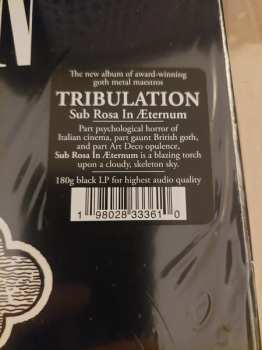 The new album of award-winning
goth metal maestros
TRIBULATION
Sub Rosa In Æternum
Part psychological horror of
Italian cinema, part gaunt British goth,
and part Art Deco opulence,
Sub Rosa In Æternum is a blazing torch
upon a cloudy, skeleton sky.
180g black LP for highest audio quality
1 98028 33361 0